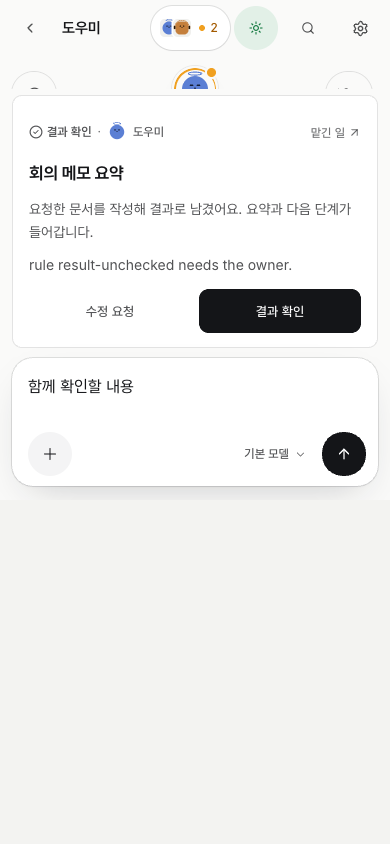 도우미
2
결과 확인 · 도우미
맡긴 일
회의 메모 요약
요청한 문서를 작성해 결과로 남겼어요. 요약과 다음 단계가
들어갑니다.
rule result-unchecked needs the owner.
수정 요청
결과 확인
함께 확인할 내용
기본 모델